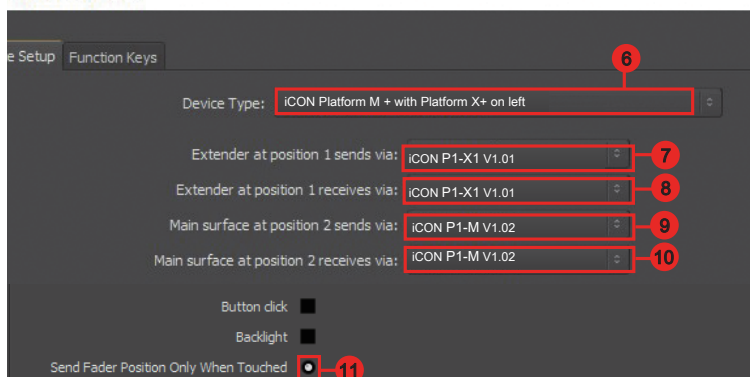 e Setup Function Keys
6
Device Type: iCON Platform M + with Platform X+ on left
Extender at position 1 sends via: iCON P1-X1 V1.01 7
Extender at position 1 receives via: iCON P1-X1 V1.01 8
Main surface at position 2 sends via: iCON P1-M V1.02 9
Main surface at position 2 receives via: iCON P1-M V1.02 10
Button click
Backlight
Send Fader Position Only When Touched 11